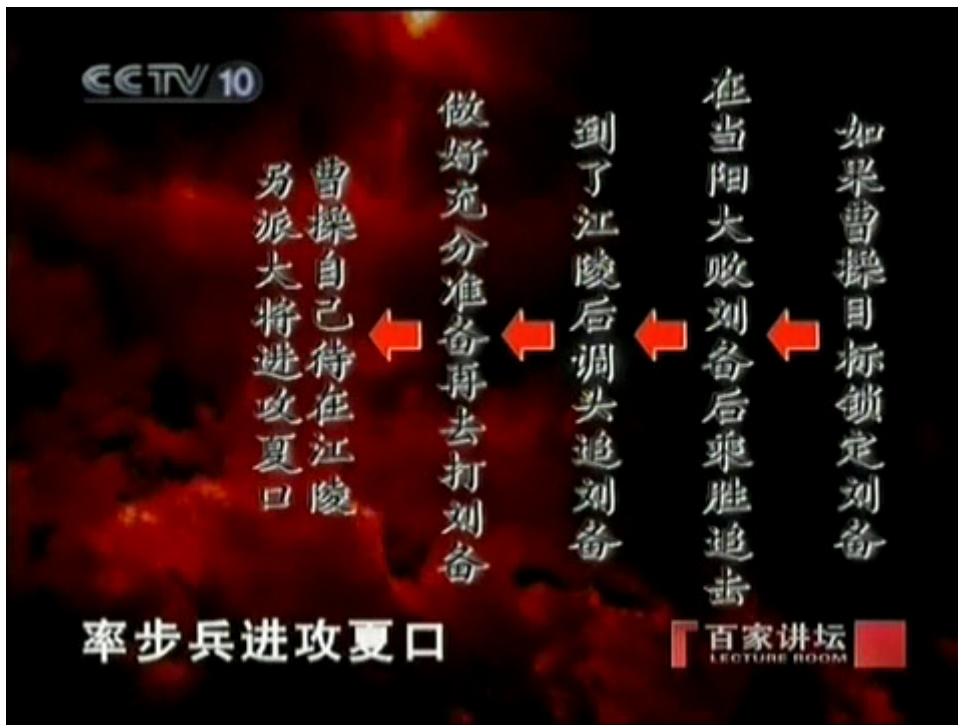 CCTV 10
如果曹操目标锁定刘备
在当阳大败刘备后乘胜追击
到了江陵后调头追刘备
做好充分准备再去打刘备
曹操自己待在江陵
另派大将进攻夏口
率步兵进攻夏口
百家讲坛
LECTURE ROOM